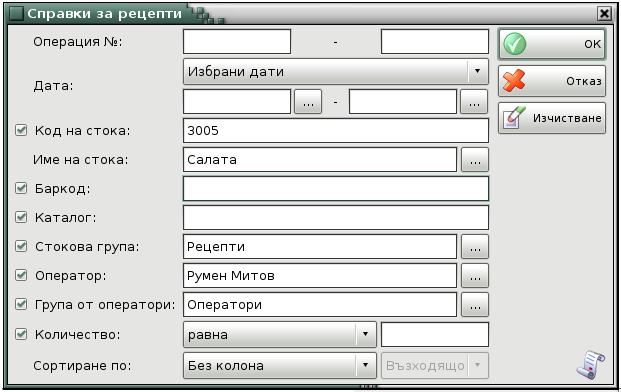 Справки за рецепти
Операция №: -
OK
Дата: Избрани дати
Отказ
... - ...
Изчистване
Код на стока: 3005
Име на стока: Салата ...
Баркод:
Каталог:
Стокова група: Рецепти ...
Оператор: Румен Митов ...
Група от оператори: Оператори ...
Количество: равна
Сортиране по: Без колона Възходящо